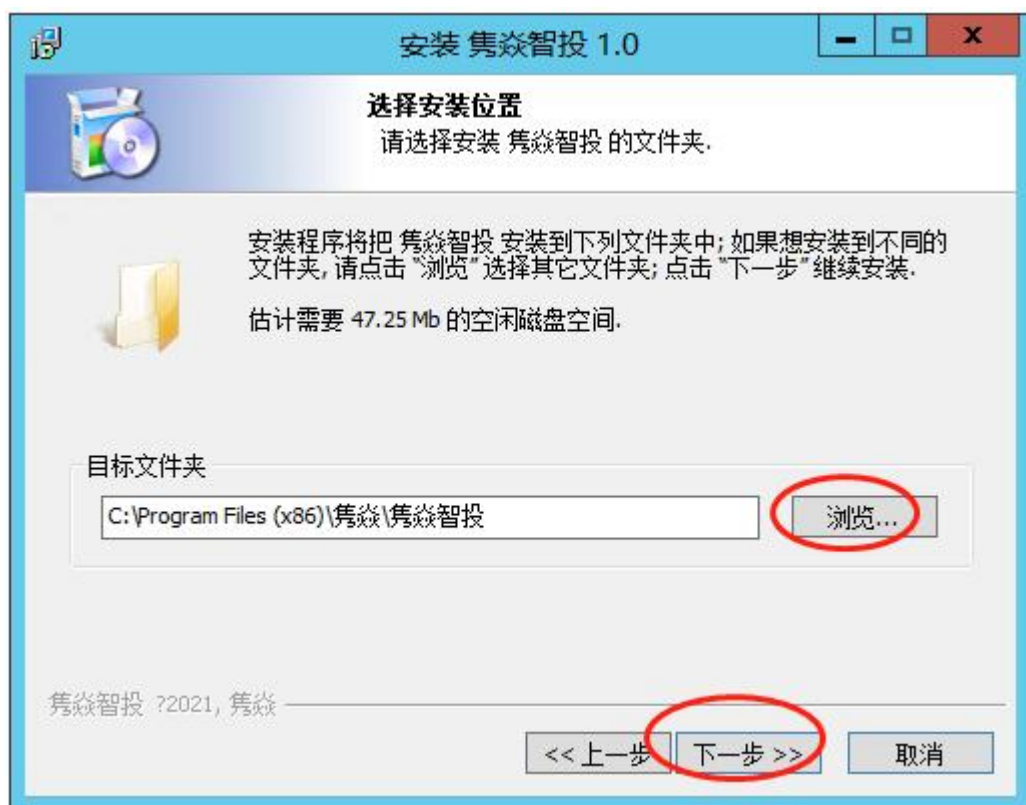 安装 隽焱智投 1.0
选择安装位置
请选择安装 隽焱智投 的文件夹.
安装程序将把 隽焱智投 安装到下列文件夹中; 如果想安装到不同的
文件夹, 请点击 "浏览" 选择其它文件夹; 点击 "下一步" 继续安装.
估计需要 47.25 Mb 的空闲磁盘空间.
目标文件夹
C:\Program Files (x86)\隽焱\隽焱智投
浏览...
隽焱智投 ?2021, 隽焱
<< 上一步
下一步 >>
取消